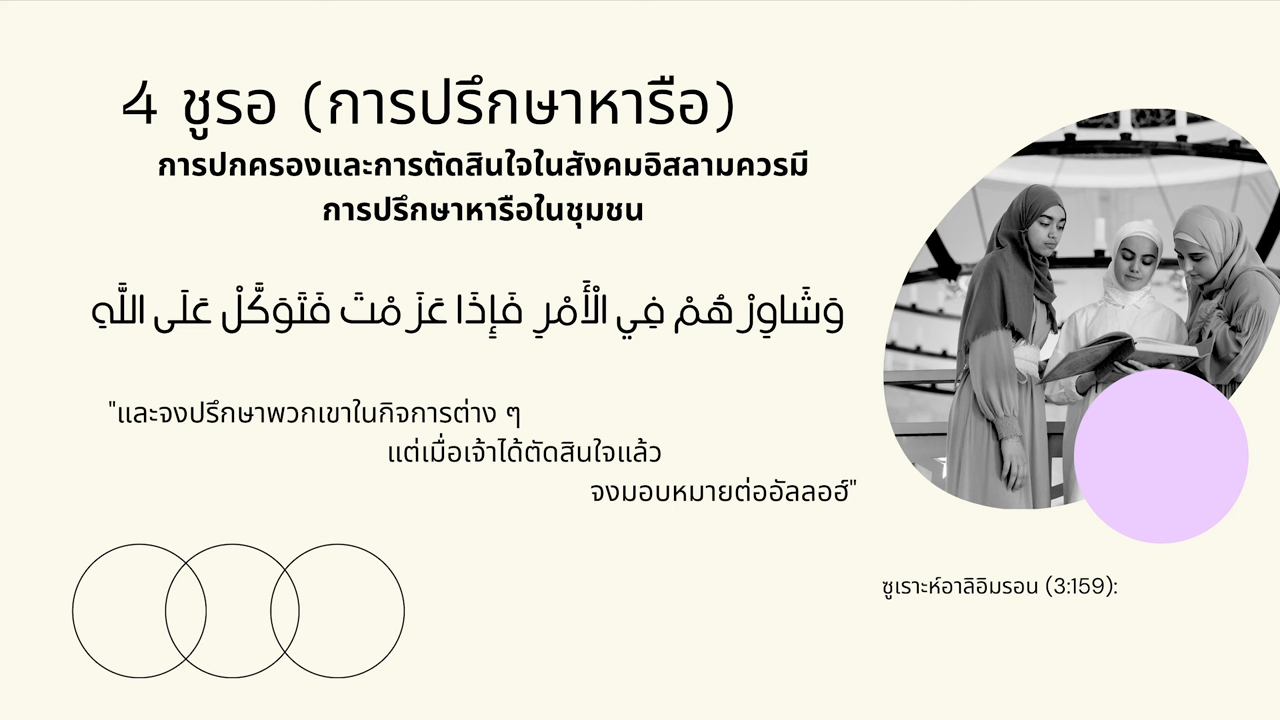 4 ชูรอ (การปรึกษาหารือ)
การปกครองและการตัดสินใจในสังคมอิสลามควรมี
การปรึกษาหารือในชุมชน
وَشَاوِرْهُمْ فِي الْأَمْرِ فَإِذَا عَزَمْتَ فَتَوَكَّلْ عَلَى اللَّهِ
"และจงปรึกษาพวกเขาในกิจการต่าง ๆ
แต่เมื่อเจ้าได้ตัดสินใจแล้ว
จงมอบหมายต่ออัลลอฮ์"
ซูเราะห์อาลิอิมรอน (3:159):